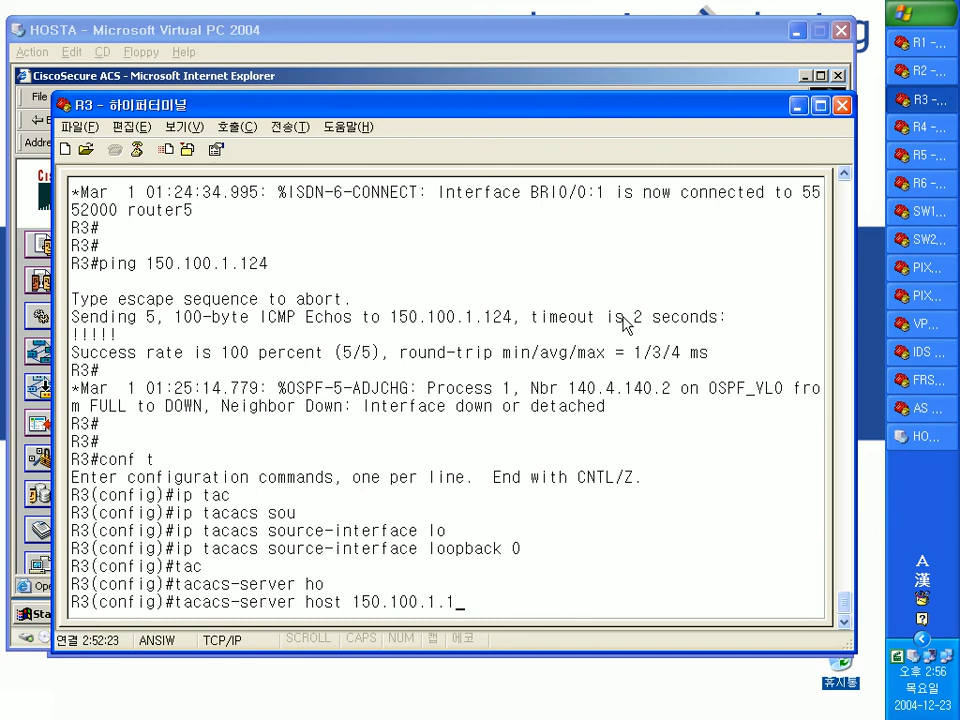 HOSTA - Microsoft Virtual PC 2004
Action Edit CD Floppy Help
CiscoSecure ACS - Microsoft Internet Explorer
File
Addre
R3 - 하이퍼터미널
파일(F) 편집(E) 보기(V) 호출(C) 전송(T) 도움말(H)
*Mar 1 01:24:34.995: %ISDN-6-CONNECT: Interface BRI0/0:1 is now connected to 55
52000 router5
R3#
R3#
R3#ping 150.100.1.124
Type escape sequence to abort.
Sending 5, 100-byte ICMP Echos to 150.100.1.124, timeout is 2 seconds:
!!!!!
Success rate is 100 percent (5/5), round-trip min/avg/max = 1/3/4 ms
R3#
*Mar 1 01:25:14.779: %OSPF-5-ADJCHG: Process 1, Nbr 140.4.140.2 on OSPF_VL0 fro
m FULL to DOWN, Neighbor Down: Interface down or detached
R3#
R3#
R3#conf t
Enter configuration commands, one per line. End with CNTL/Z.
R3(config)#ip tac
R3(config)#ip tacacs sou
R3(config)#ip tacacs source-interface lo
R3(config)#ip tacacs source-interface loopback 0
R3(config)#tac
R3(config)#tacacs-server ho
R3(config)#tacacs-server host 150.100.1.1_
연결 2:52:23 ANSIW TCP/IP SCROLL CAPS NUM 캡 에코
Sta
휴지통
R1 -...
R2 -...
R3 -...
R4 -...
R5 -...
R6 -...
SW1...
SW2...
PIX...
PIX...
VP...
IDS ...
FRS...
AS ...
HO...
A
漢
오후 2:56
목요일
2004-12-23